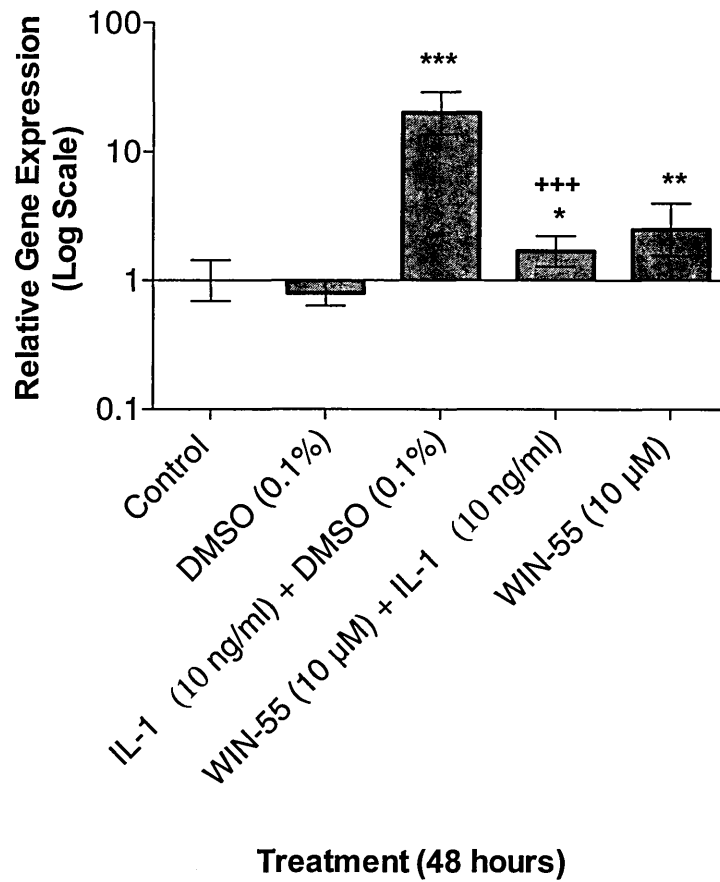 Relative Gene Expression
(Log Scale)
100
10
1
0.1
***
+++
*
**
Control
DMSO (0.1%)
IL-1 (10 ng/ml) + DMSO (0.1%)
WIN-55 (10 µM) + IL-1 (10 ng/ml)
WIN-55 (10 µM)
Treatment (48 hours)